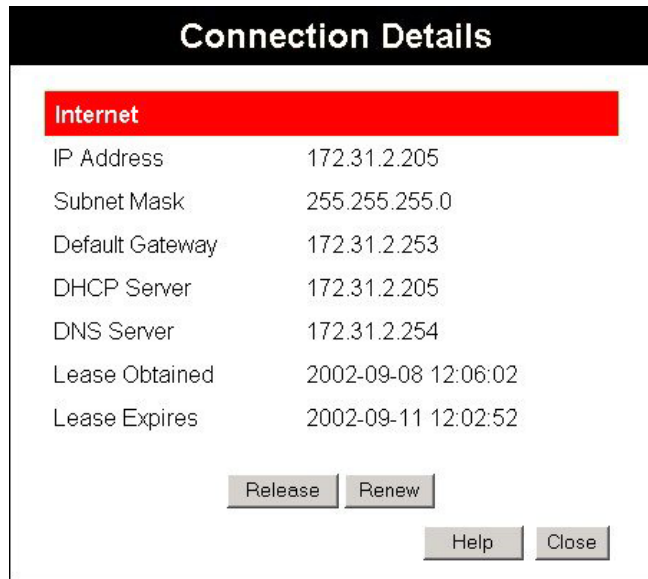 Connection Details
Internet
IP Address 172.31.2.205
Subnet Mask 255.255.255.0
Default Gateway 172.31.2.253
DHCP Server 172.31.2.205
DNS Server 172.31.2.254
Lease Obtained 2002-09-08 12:06:02
Lease Expires 2002-09-11 12:02:52
Release Renew
Help Close